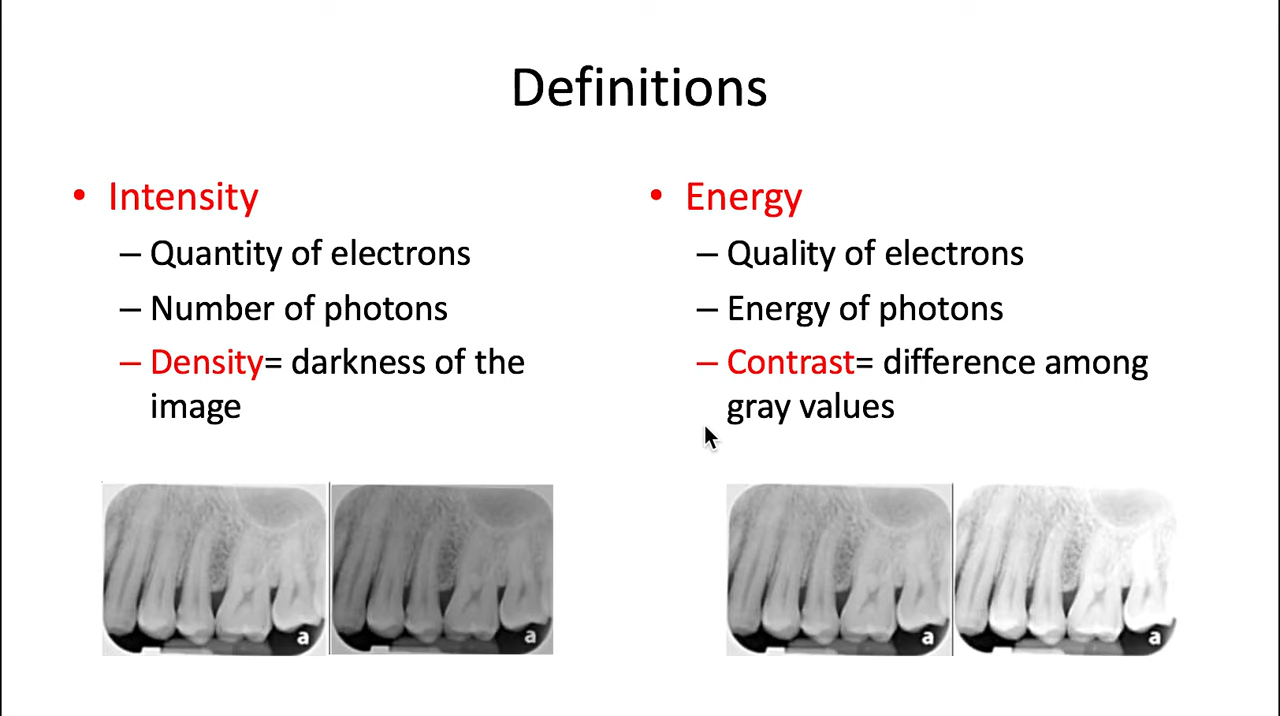 Definitions
• Intensity
– Quantity of electrons
– Number of photons
– Density= darkness of the
image
• Energy
– Quality of electrons
– Energy of photons
– Contrast= difference among
gray values
a
a
a
a